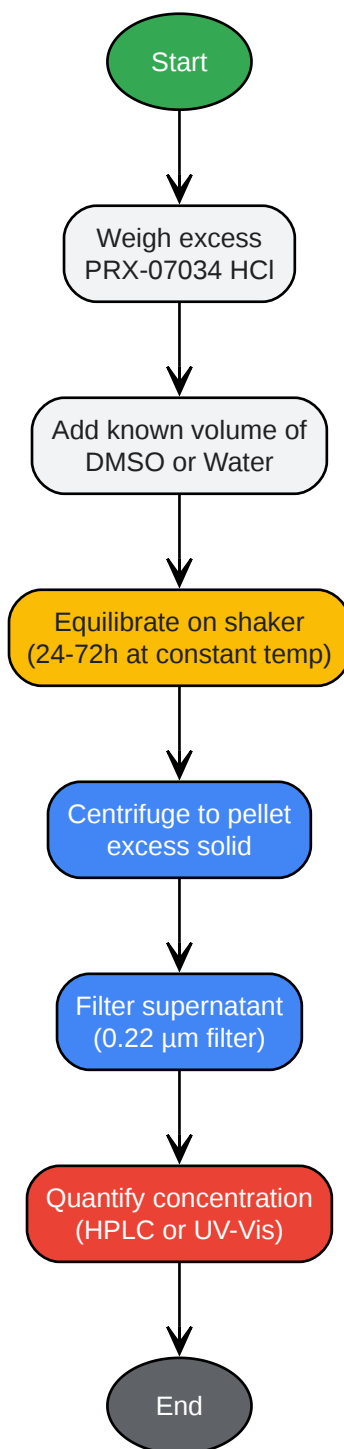 Start
Weigh excess
PRX-07034 HCl
Add known volume of
DMSO or Water
Equilibrate on shaker
(24-72h at constant temp)
Centrifuge to pellet
excess solid
Filter supernatant
(0.22 µm filter)
Quantify concentration
(HPLC or UV-Vis)
End